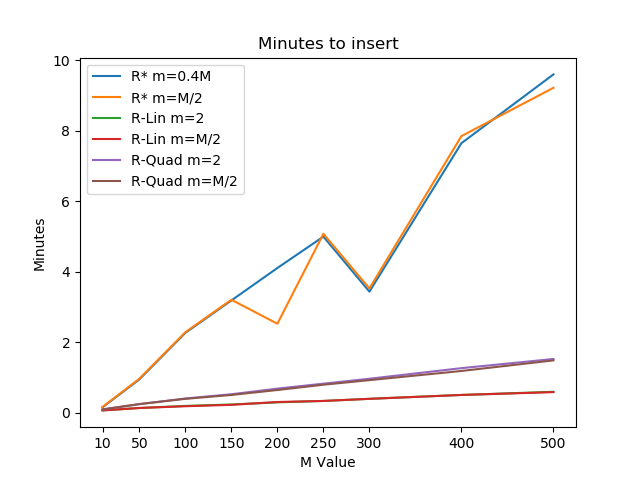 Minutes to insert
10
8
6
4
2
0
Minutes
R* m=0.4M
R* m=M/2
R-Lin m=2
R-Lin m=M/2
R-Quad m=2
R-Quad m=M/2
10 50 100 150 200 250 300 400 500
M Value